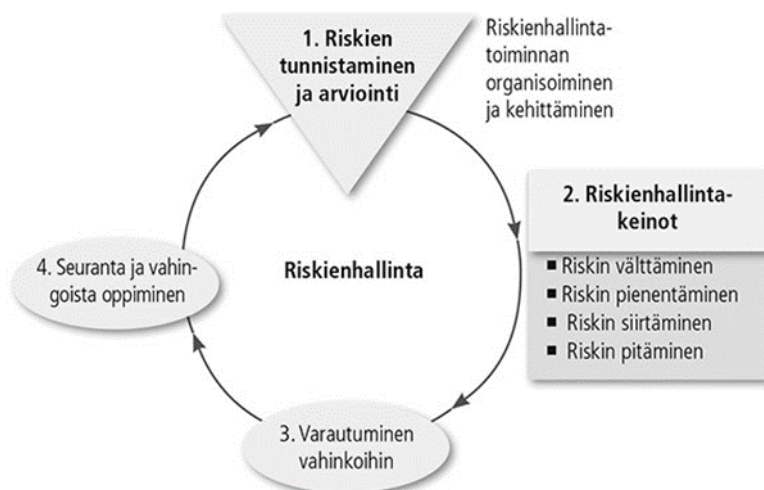 1. Riskien
tunnistaminen
ja arviointi
Riskienhallinta-
toiminnan
organisoiminen
ja kehittäminen
2. Riskienhallinta-
keinot
■ Riskin välttäminen
■ Riskin pienentäminen
■ Riskin siirtäminen
■ Riskin pitäminen
Riskienhallinta
3. Varautuminen
vahinkoihin
4. Seuranta ja vahin-
goista oppiminen